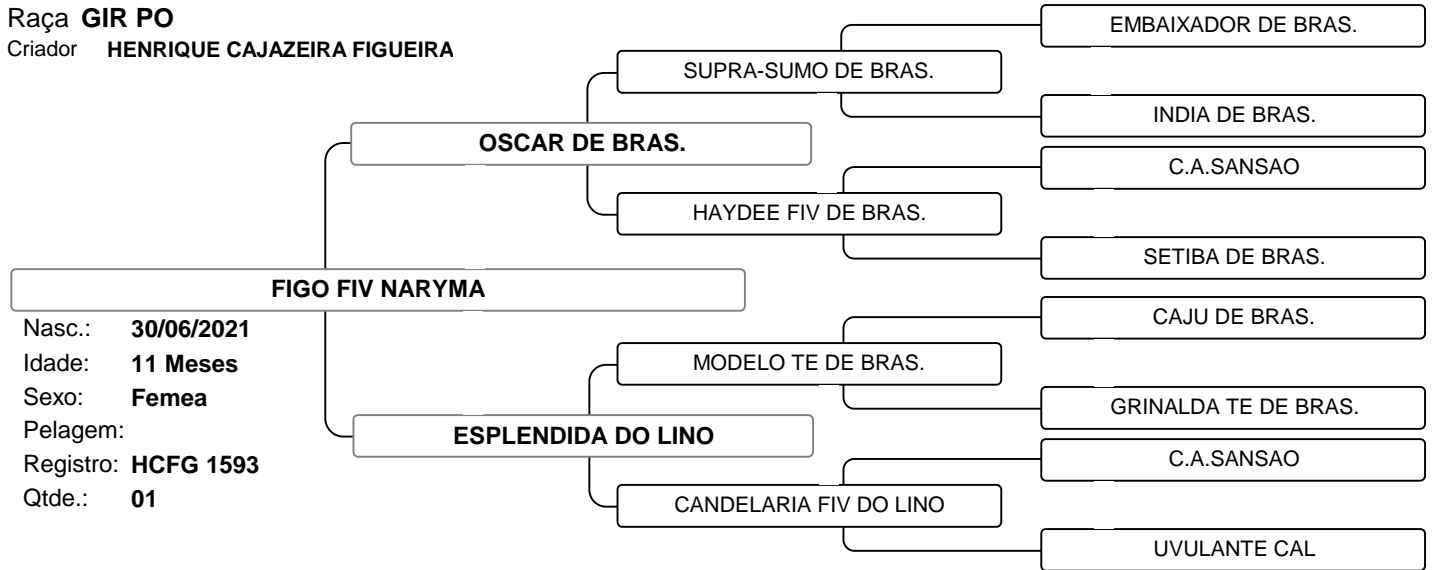 Raça GIR PO
Criador HENRIQUE CAJAZEIRA FIGUEIRA
EMBAIXADOR DE BRAS.
SUPRA-SUMO DE BRAS.
INDIA DE BRAS.
OSCAR DE BRAS.
C.A.SANSAO
HAYDEE FIV DE BRAS.
SETIBA DE BRAS.
FIGO FIV NARYMA
Nasc.: 30/06/2021
Idade: 11 Meses
Sexo: Femea
Pelagem:
Registro: HCFG 1593
Qtde.: 01
CAJU DE BRAS.
MODELO TE DE BRAS.
GRINALDA TE DE BRAS.
ESPLENDIDA DO LINO
C.A.SANSAO
CANDELARIA FIV DO LINO
UVULANTE CAL